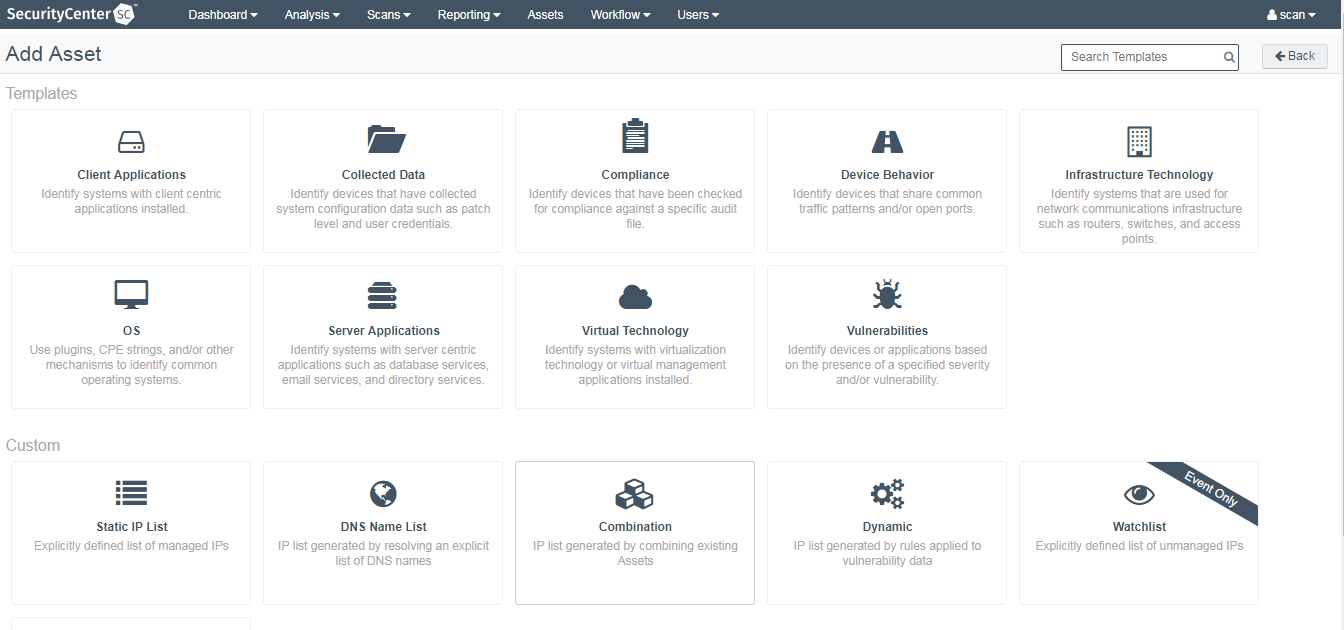 SecurityCenter SC
Dashboard
Analysis
Scans
Reporting
Assets
Workflow
Users
scan
Add Asset
Search Templates
Back
Templates
Client Applications
Identify systems with client centric
applications installed.
Collected Data
Identify devices that have collected
system configuration data such as patch
level and user credentials.
Compliance
Identify devices that have been checked
for compliance against a specific audit
file.
Device Behavior
Identify devices that share common
traffic patterns and/or open ports.
Infrastructure Technology
Identify systems that are used for
network communications infrastructure
such as routers, switches, and access
points.
OS
Use plugins, CPE strings, and/or other
mechanisms to identify common
operating systems.
Server Applications
Identify systems with server centric
applications such as database services,
email services, and directory services.
Virtual Technology
Identify systems with virtualization
technology or virtual management
applications installed.
Vulnerabilities
Identify devices or applications based
on the presence of a specified severity
and/or vulnerability.
Custom
Static IP List
Explicitly defined list of managed IPs
DNS Name List
IP list generated by resolving an explicit
list of DNS names
Combination
IP list generated by combining existing
Assets
Dynamic
IP list generated by rules applied to
vulnerability data
Event Only
Watchlist
Explicitly defined list of unmanaged IPs